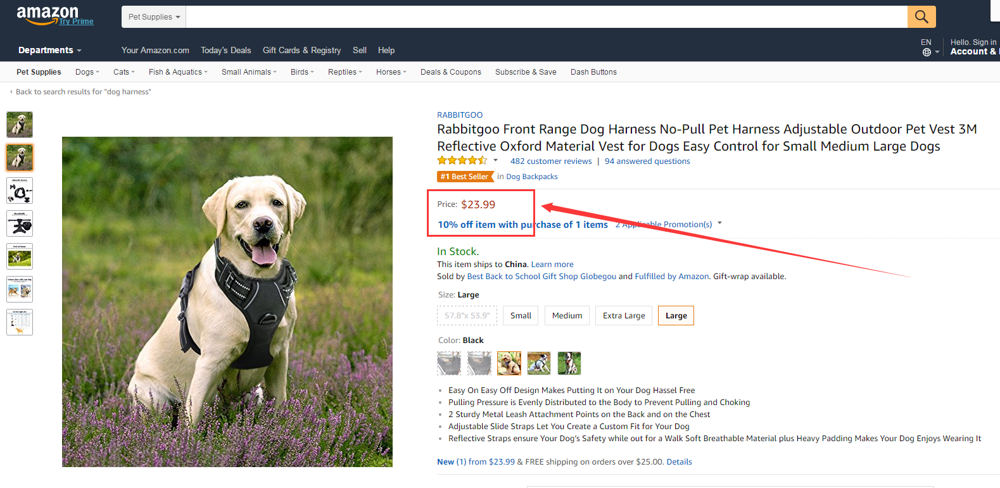 amazon
Try Prime
Pet Supplies
Departments
Your Amazon.com Today's Deals Gift Cards & Registry Sell Help
EN
Hello. Sign in
Account &
Pet Supplies Dogs Cats Fish & Aquatics Small Animals Birds Reptiles Horses Deals & Coupons Subscribe & Save Dash Buttons
‹ Back to search results for "dog harness"
RABBITGOO
Rabbitgoo Front Range Dog Harness No-Pull Pet Harness Adjustable Outdoor Pet Vest 3M
Reflective Oxford Material Vest for Dogs Easy Control for Small Medium Large Dogs
482 customer reviews | 94 answered questions
#1 Best Seller in Dog Backpacks
Price: $23.99
10% off item with purchase of 1 items 2 Applicable Promotion(s)
In Stock.
This item ships to China. Learn more
Sold by Best Back to School Gift Shop Globegou and Fulfilled by Amazon. Gift-wrap available.
Size: Large
57.8"x 53.9" Small Medium Extra Large Large
Color: Black
• Easy On Easy Off Design Makes Putting It on Your Dog Hassel Free
• Pulling Pressure is Evenly Distributed to the Body to Prevent Pulling and Choking
• 2 Sturdy Metal Leash Attachment Points on the Back and on the Chest
• Adjustable Slide Straps Let You Create a Custom Fit for Your Dog
• Reflective Straps ensure Your Dog's Safety while out for a Walk Soft Breathable Material plus Heavy Padding Makes Your Dog Enjoys Wearing It
New (1) from $23.99 & FREE shipping on orders over $25.00. Details